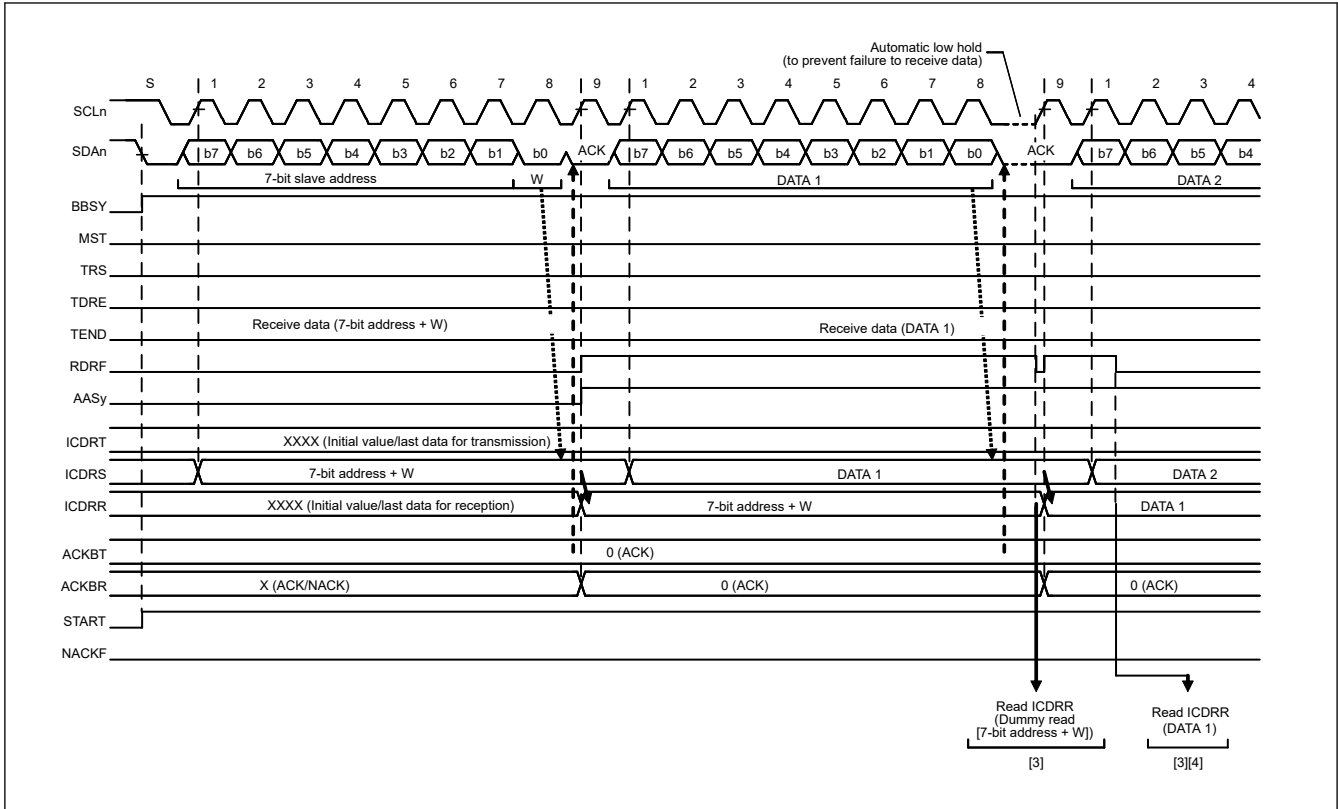 Automatic low hold
(to prevent failure to receive data)
S 1 2 3 4 5 6 7 8 9 1 2 3 4 5 6 7 8 9 1 2 3 4
SCLn
SDAn b7 b6 b5 b4 b3 b2 b1 b0 ACK b7 b6 b5 b4 b3 b2 b1 b0 ACK b7 b6 b5 b4
7-bit slave address W DATA 1 DATA 2
BBSY
MST
TRS
TDRE
Receive data (7-bit address + W) Receive data (DATA 1)
TEND
RDRF
AASy
ICDRT XXXX (Initial value/last data for transmission)
ICDRS 7-bit address + W DATA 1 DATA 2
ICDRR XXXX (Initial value/last data for reception) 7-bit address + W DATA 1
ACKBT 0 (ACK)
ACKBR X (ACK/NACK) 0 (ACK) 0 (ACK)
START
NACKF
Read ICDRR
(Dummy read
[7-bit address + W])
[3]
Read ICDRR
(DATA 1)
[3][4]